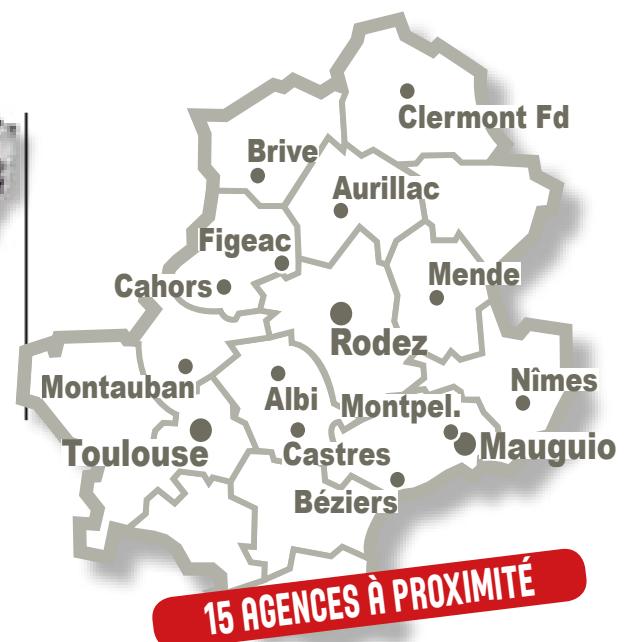 Clermont Fd
Brive
Aurillac
Figeac
Mende
Cahors
Rodez
Nîmes
Montauban
Albi
Montpel.
Toulouse
Castres
Mauguio
Béziers
15 AGENCES À PROXIMITÉ